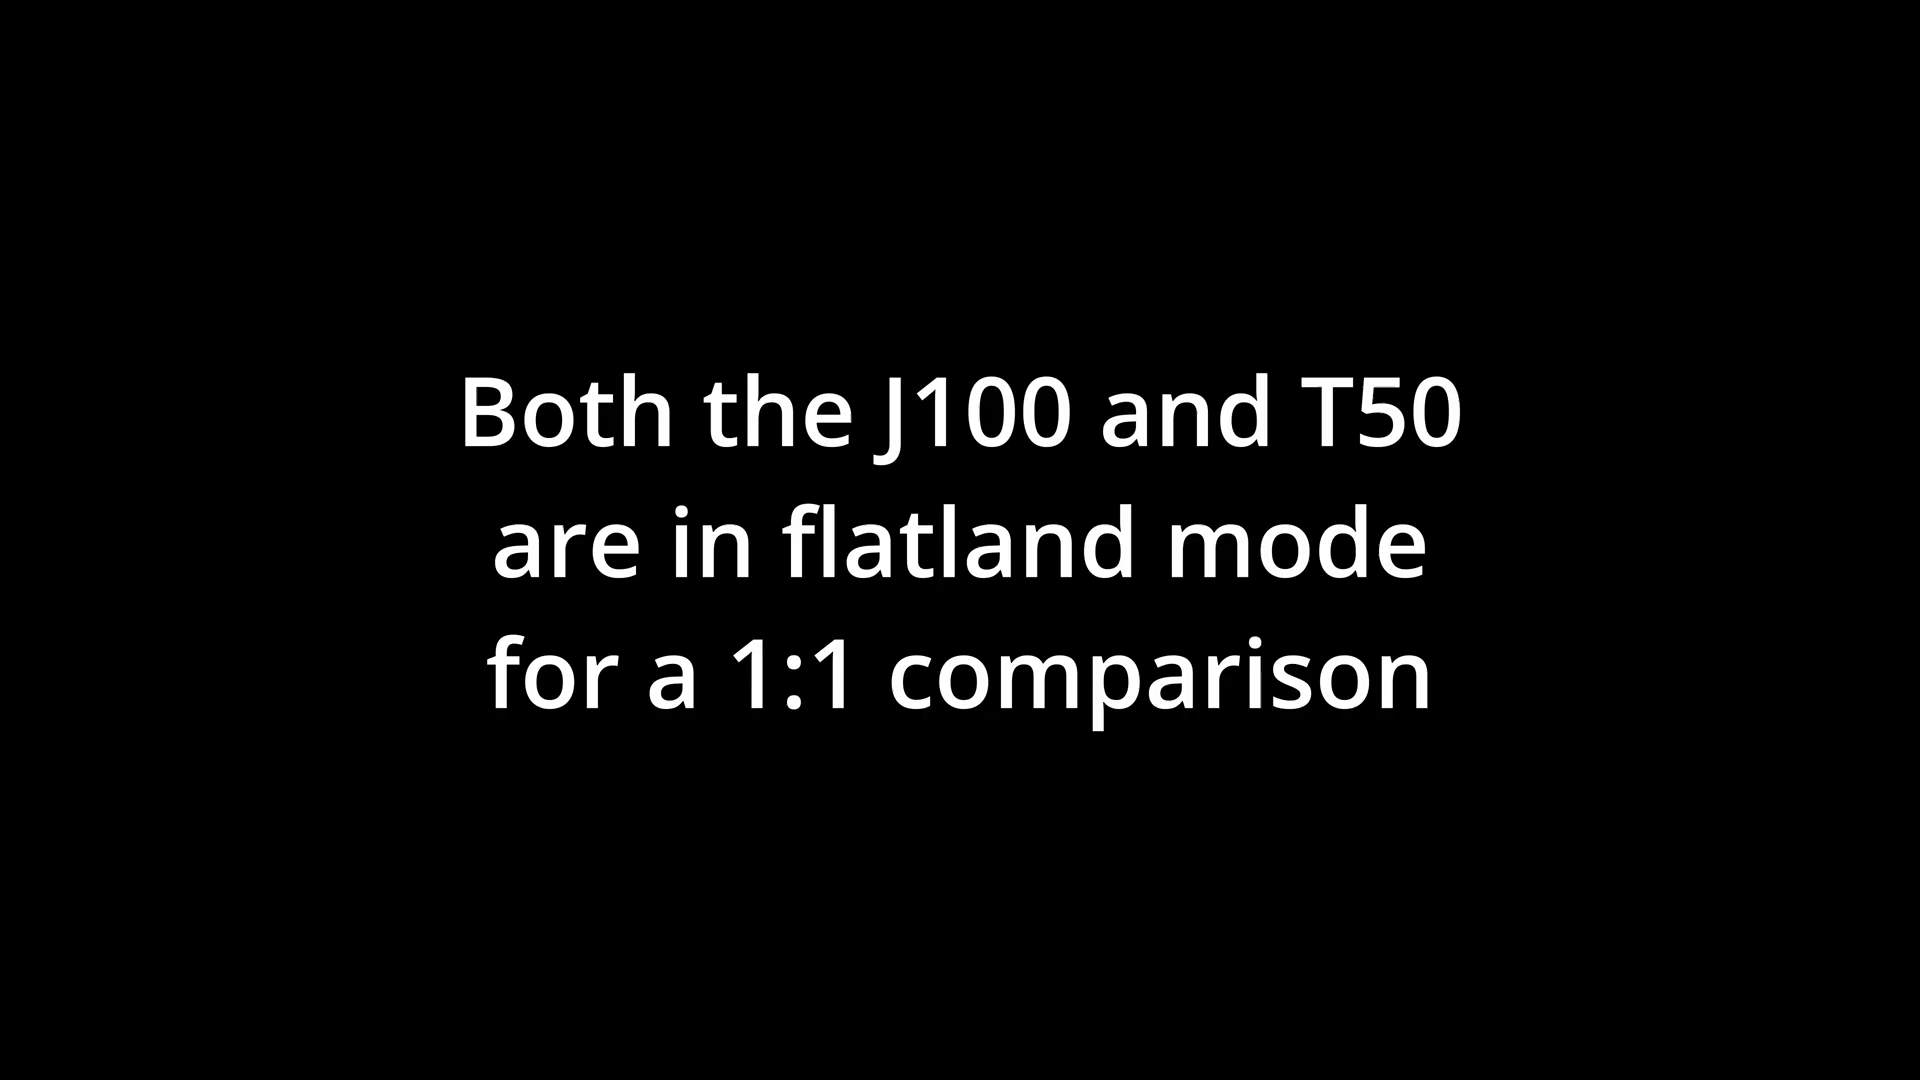 Both the J100 and T50
are in flatland mode
for a 1:1 comparison